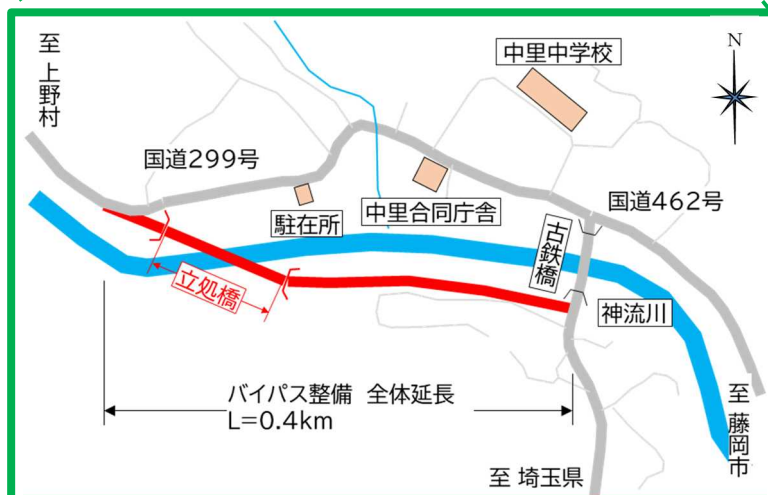 至 上野村
国道299号
中里中学校
N
駐在所
中里合同庁舎
国道462号
古鉄橋
立処橋
神流川
バイパス整備 全体延長
L=0.4km
至 藤岡市
至 埼玉県